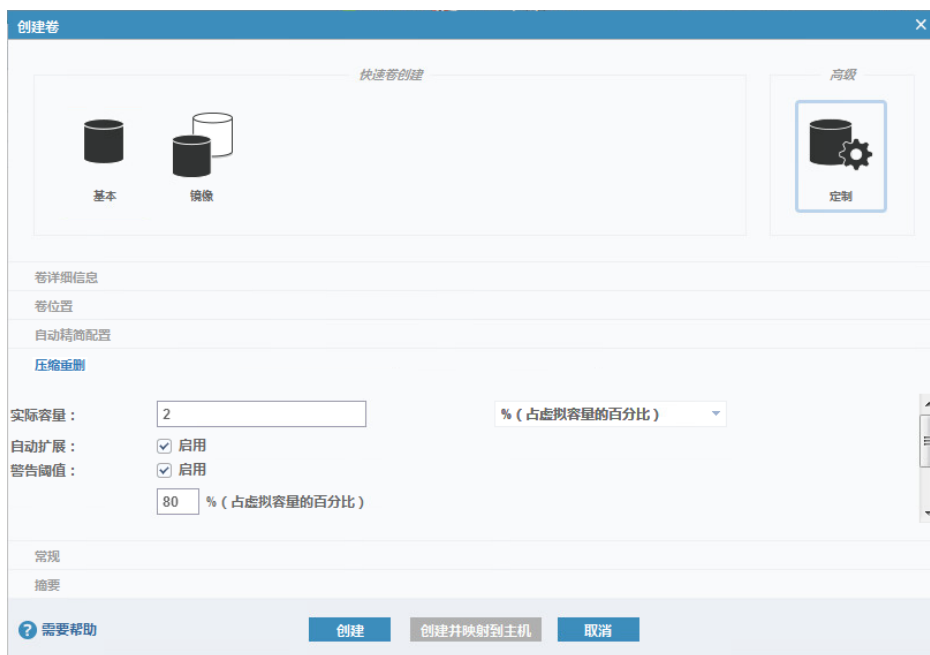 创建卷
快速卷创建
高级
基本
镜像
定制
卷详细信息
卷位置
自动精简配置
压缩重删
实际容量： 2 %（占虚拟容量的百分比）
自动扩展： 启用
警告阈值： 启用
80 %（占虚拟容量的百分比）
常规
摘要
需要帮助 创建 创建并映射到主机 取消